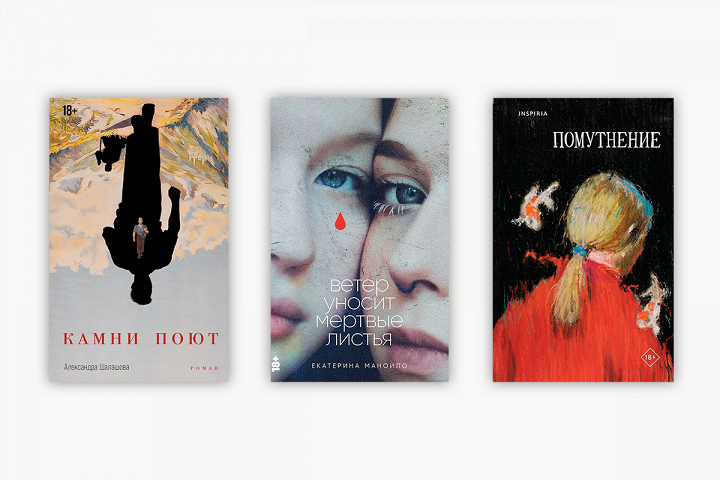 18+
КАМНИ ПОЮТ
Александра Шалашова
РОМАН
ветер
уносит
мертвые
листья
ЕКАТЕРИНА МАНОЙЛО
18+
INSPIRIA
ПОМУТНЕНИЕ
18+